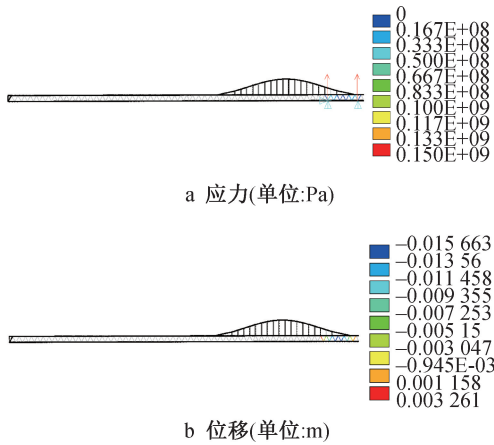 0
0.167E+08
0.333E+08
0.500E+08
0.667E+08
0.833E+08
0.100E+09
0.117E+09
0.133E+09
0.150E+09
a 应力(单位:Pa)
–0.015 663
–0.013 56
–0.011 458
–0.009 355
–0.007 253
–0.005 15
–0.003 047
–0.945E-03
0.001 158
0.003 261
b 位移(单位:m)